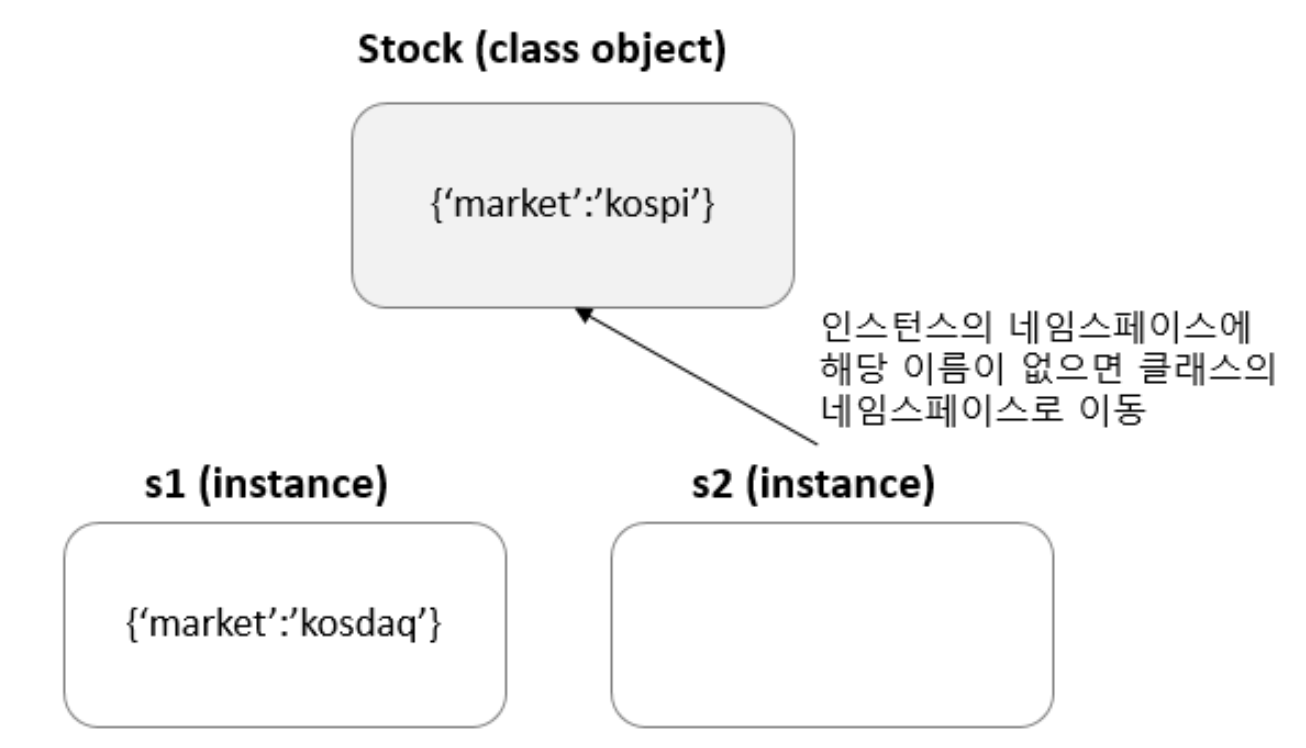 Stock (class object)
{‘market’:’kospi’}
인스턴스의 네임스페이스에
해당 이름이 없으면 클래스의
네임스페이스로 이동
s1 (instance)
s2 (instance)
{‘market’:’kosdaq’}